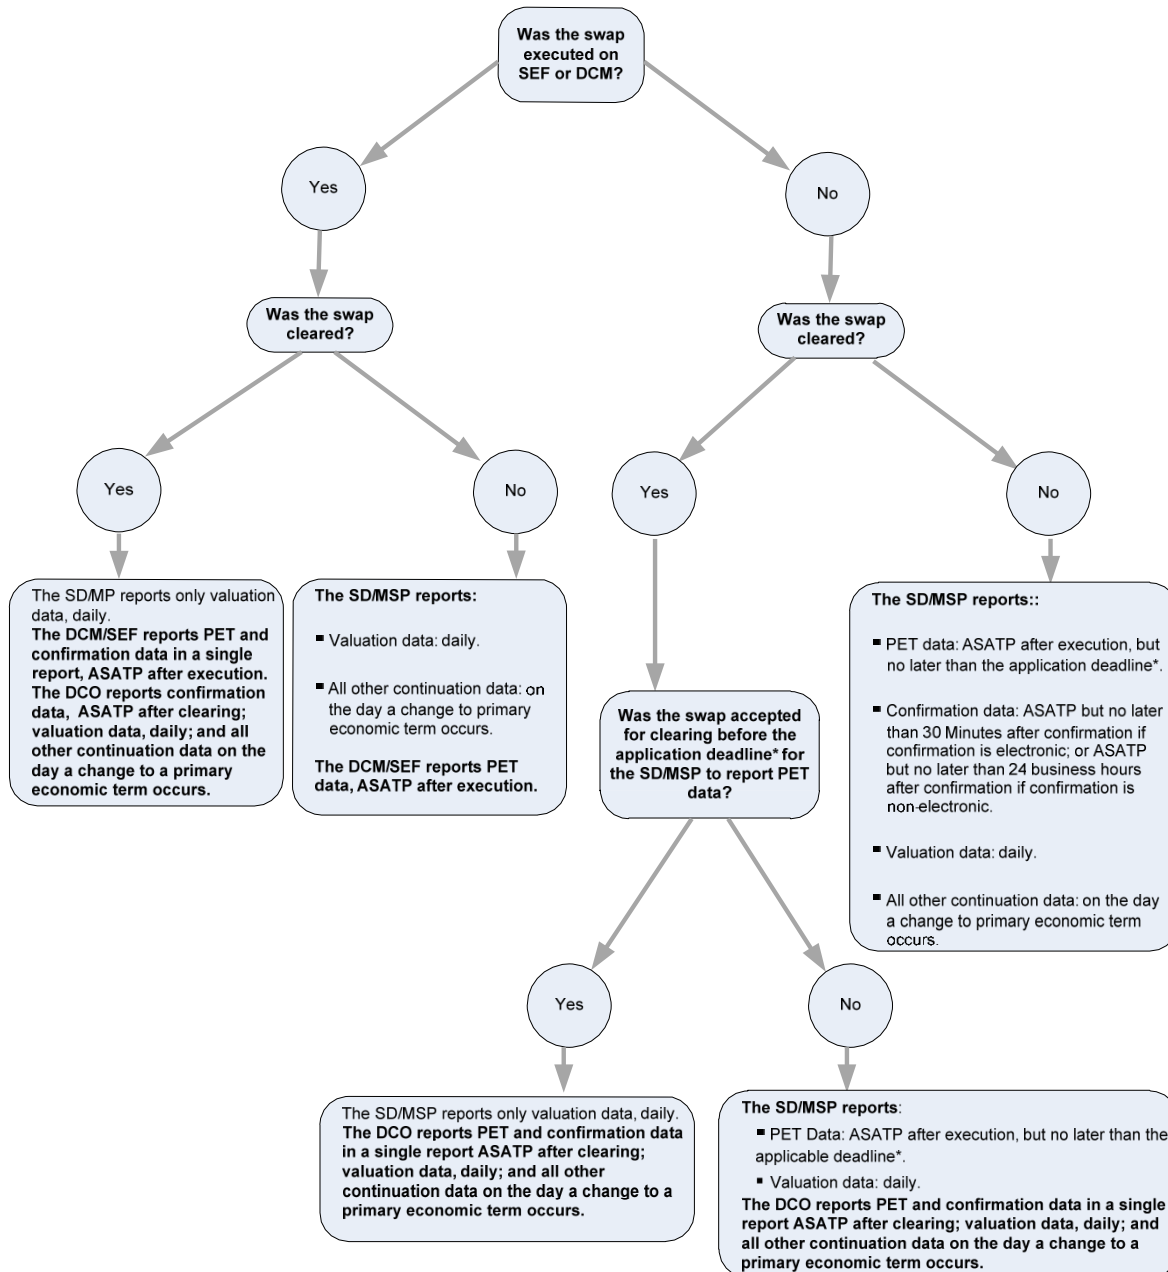 Was the swap
executed on
SEF or DCM?
Yes
No
Was the swap
cleared?
Was the swap
cleared?
Yes
No
Yes
No
The SD/MP reports only valuation
data, daily.
The DCM/SEF reports PET and
confirmation data in a single
report, ASATP after execution.
The DCO reports confirmation
data, ASATP after clearing;
valuation data, daily; and all
other continuation data on the
day a change to a primary
economic term occurs.
The SD/MSP reports:
▪ Valuation data: daily.
▪ All other continuation data: on
the day a change to primary
economic term occurs.
The DCM/SEF reports PET
data, ASATP after execution.
Was the swap accepted
for clearing before the
application deadline* for
the SD/MSP to report PET
data?
The SD/MSP reports::
▪ PET data: ASATP after execution, but
no later than the application deadline*.
▪ Confirmation data: ASATP but no later
than 30 Minutes after confirmation if
confirmation is electronic; or ASATP
but no later than 24 business hours
after confirmation if confirmation is
non-electronic.
▪ Valuation data: daily.
▪ All other continuation data: on the day
a change to primary economic term
occurs.
Yes
No
The SD/MSP reports only valuation data, daily.
The DCO reports PET and confirmation data
in a single report ASATP after clearing;
valuation data, daily; and all other
continuation data on the day a change to a
primary economic term occurs.
The SD/MSP reports:
▪ PET Data: ASATP after execution, but no later than the
applicable deadline*.
▪ Valuation data: daily.
The DCO reports PET and confirmation data in a single
report ASATP after clearing; valuation data, daily; and
all other continuation data on the day a change to a
primary economic term occurs.